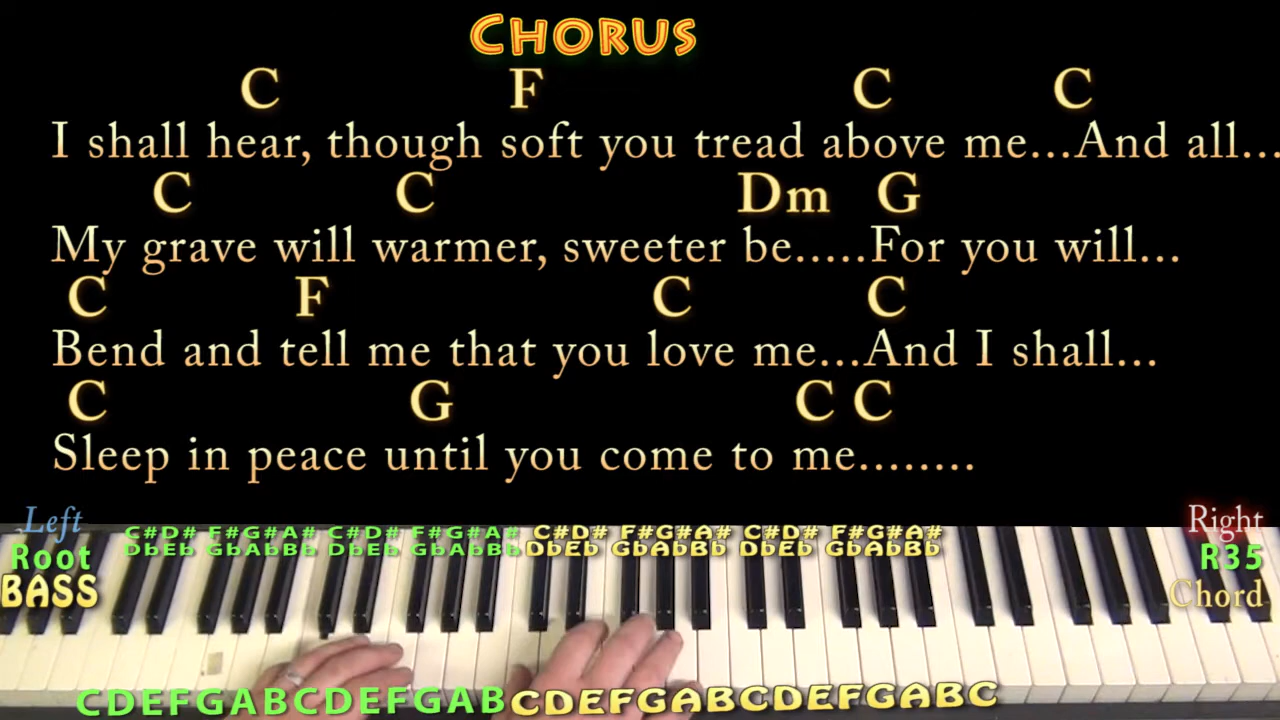 CHORUS
C F C C
I shall hear, though soft you tread above me...And all...
C C Dm G
My grave will warmer, sweeter be.....For you will...
C F C C
Bend and tell me that you love me...And I shall...
C G C C
Sleep in peace until you come to me........
Left
Root
BASS
C#D# F#G#A# C#D# F#G#A# C#D# F#G#A# C#D# F#G#A#
DbEb GbAbBb DbEb GbAbBb DbEb GbAbBb DbEb GbAbBb
Right
R35
Chord
CDEFGABCDEFGABCDEFGABCDEFGABC